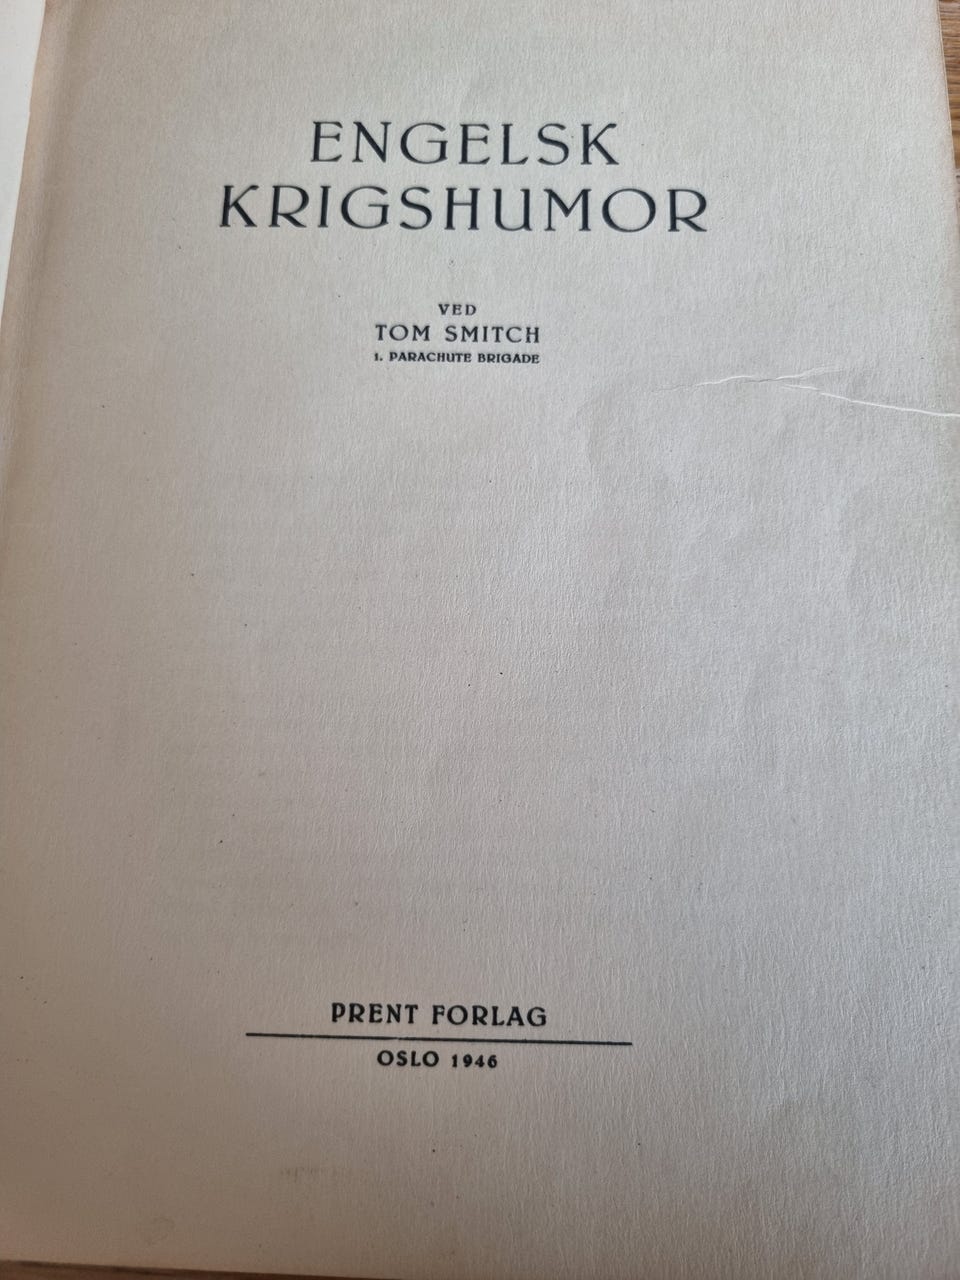 ENGELSK
KRIGSHUMOR
VED
TOM SMITCH
1. PARACHUTE BRIGADE
PRENT FORLAG
OSLO 1946